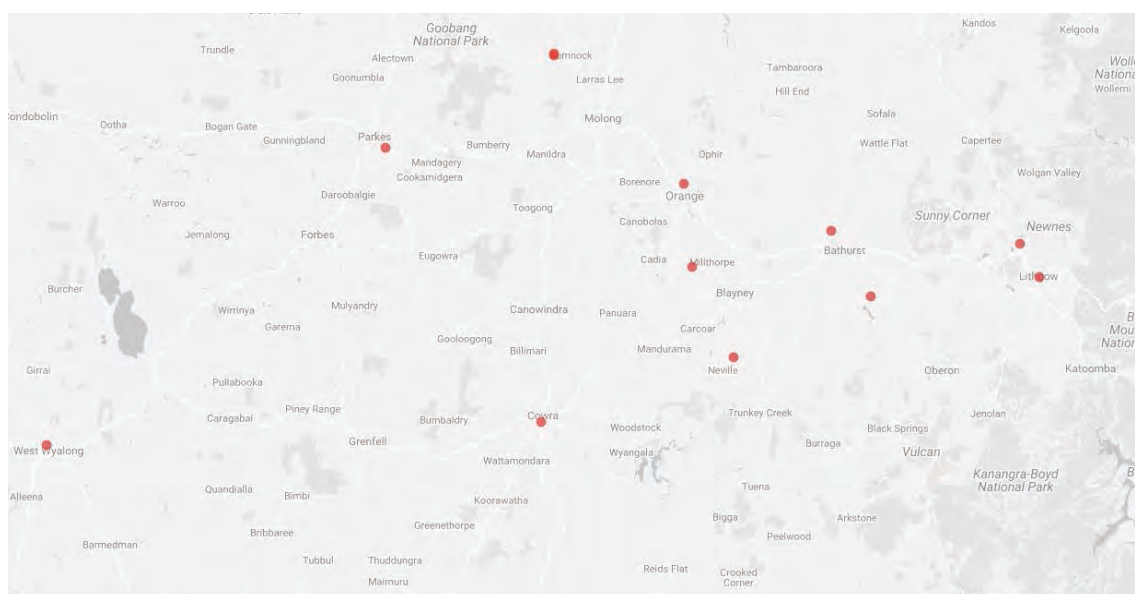 Kandos
Goobang
National Park
Kelgoola
Trundle
Alectown
Larras Lee
Goonumbla
Tambaroora
Hill End
Wollemi
Condobolin
Ootha
Bogan Gate
Gunningbland
Parkes
Molong
Sofala
Bumberry
Manildra
Ophir
Wattle Flat
Capertee
Mandagery
Cookamidgera
Wolgan Valley
Borenore
Orange
Daroobalgie
Warroo
Toogong
Canobolas
Sunny Corner
Newnes
Jemalong
Forbes
Eugowra
Bathurst
Cadia
Millthorpe
Lithgow
Burcher
Blayney
Wirrinya
Mulyandry
Canowindra
Panuara
Garema
Carcoar
Gooloogong
Billimari
Mandurama
Girral
Neville
Oberon
Katoomba
Pullabooka
Caragabal
Piney Range
Bumbaldry
Cowra
Woodstock
Trunkey Creek
Jenolan
Black Springs
West Wyalong
Grenfell
Wattamondara
Wyangala
Burraga
Vulcan
Kanangra-Boyd
National Park
Alleena
Quandialla
Bimbi
Koorawatha
Tuena
Bribbaree
Greenethorpe
Bigga
Arkstone
Peelwood
Barmedman
Tubbul
Thuddungra
Maimuru
Reids Flat
Crooked
Corner